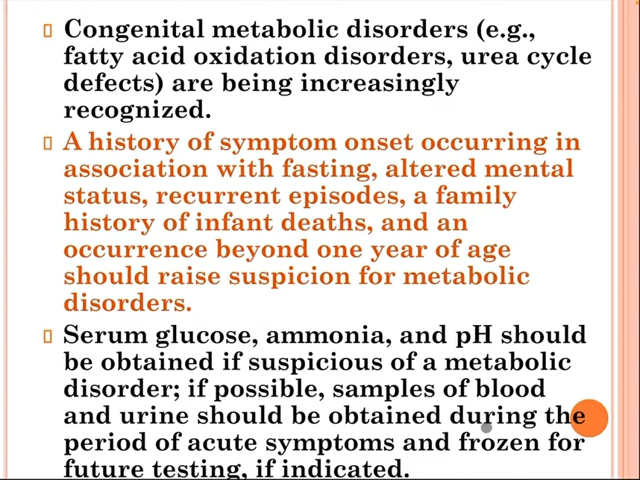 Congenital metabolic disorders (e.g.,
fatty acid oxidation disorders, urea cycle
defects) are being increasingly
recognized.
A history of symptom onset occurring in
association with fasting, altered mental
status, recurrent episodes, a family
history of infant deaths, and an
occurrence beyond one year of age
should raise suspicion for metabolic
disorders.
Serum glucose, ammonia, and pH should
be obtained if suspicious of a metabolic
disorder; if possible, samples of blood
and urine should be obtained during the
period of acute symptoms and frozen for
future testing, if indicated.